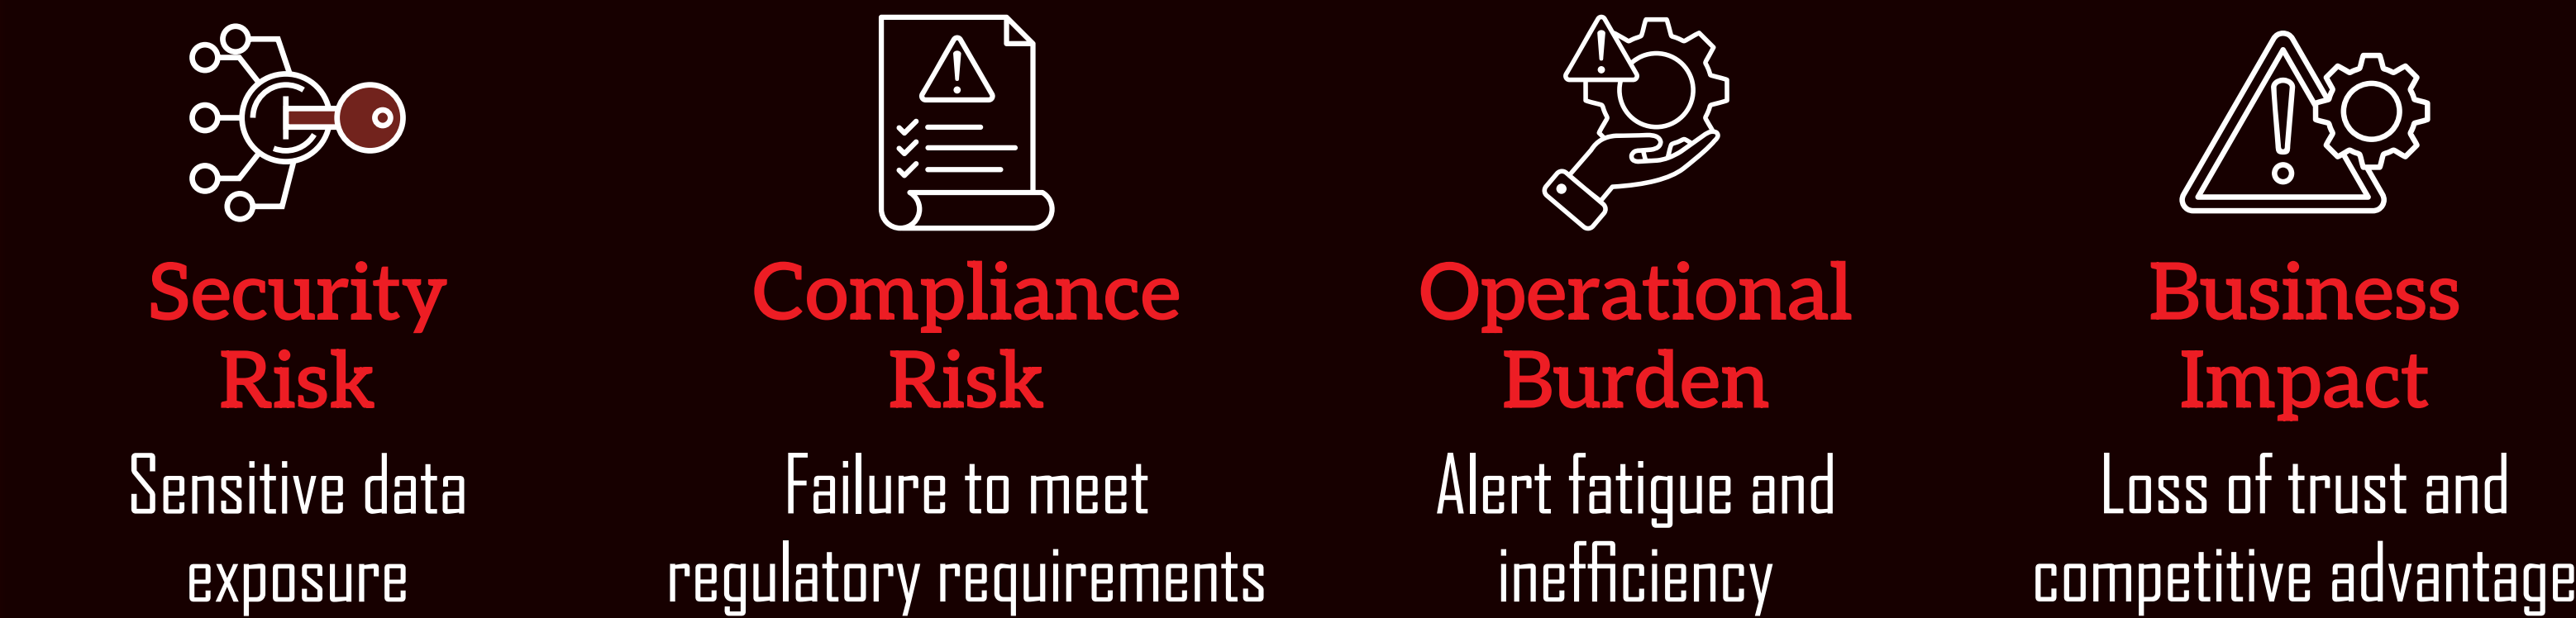 Security
Risk
Sensitive data
exposure
Compliance
Risk
Failure to meet
regulatory requirements
Operational
Burden
Alert fatigue and
inefficiency
Business
Impact
Loss of trust and
competitive advantage